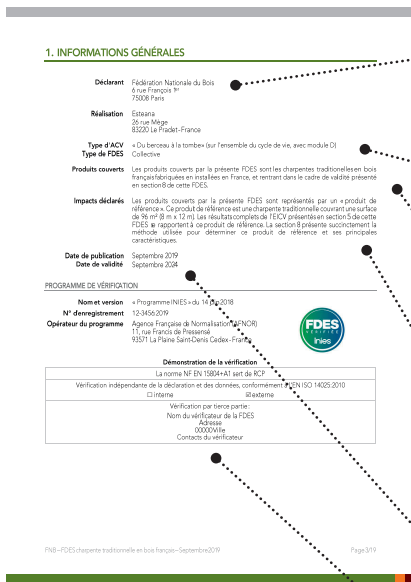 1. INFORMATIONS GÉNÉRALES
Déclarant Fédération Nationale du Bois
6 rue François 1er
75008 Paris
Réalisation Esteana
26 rue Mège
83220 Le Pradet - France
Type d'ACV « Du berceau à la tombe» (sur l'ensemble du cycle de vie, avec module D)
Type de FDES Collective
Produits couverts Les produits couverts par la présente FDES sont les charpentes traditionelles en bois
français fabriquées en installées en France, et rentrant dans le cadre de validité présenté
en section 8 de cette FDES.
Impacts déclarés Les produits couverts par la présente FDES sont représentés par un « produit de
référence ». Ce produit de référence est une charpente traditionnelle couvrant une surface
de 96 m² (8 m x 12 m). Les résultats complets de l'EICV présentés en section 5 de cette
FDES se rapportent à ce produit de référence. La section 8 présente succinctement la
méthode utilisée pour déterminer ce produit de référence et ses principales
caractéristiques.
Date de publication Septembre 2019
Date de validité Septembre 2024
PROGRAMME DE VÉRIFICATION
Nom et version « Programme INIES » du 14 juin 2018
N° d'enregistrement 12-345:2019
Opérateur du programme Agence Française de Normalisation (AFNOR)
11, rue Francis de Pressensé
93571 La Plaine Saint-Denis Cedex - France
FDES
VÉRIFIÉE
Inies
Démonstration de la vérification
La norme NF EN 15804+A1 sert de RCP
Vérification indépendante de la déclaration et des données, conformément à l'EN ISO 14025:2010
☐ interne ☑ externe
Vérification par tierce partie :
Nom du vérificateur de la FDES
Adresse
00000 Ville
Contacts du vérificateur
FNB – FDES charpente traditionnelle en bois français – Septembre 2019 Page 3/19